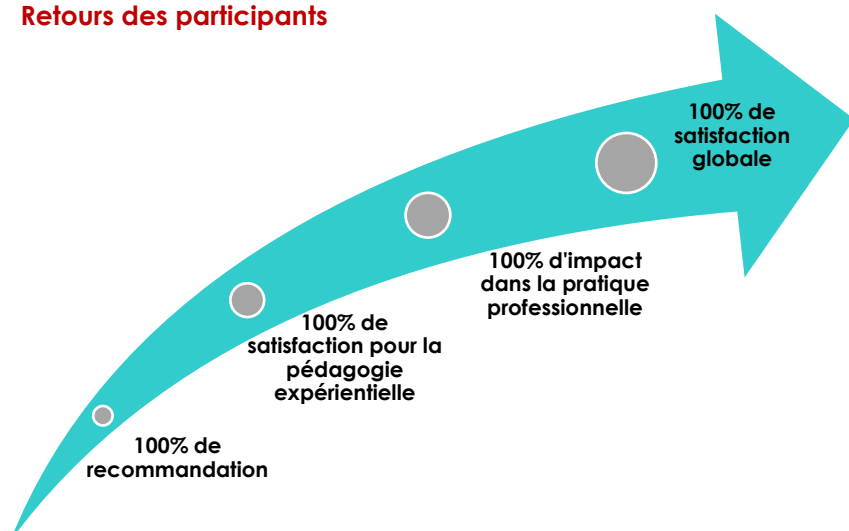 Retours des participants
100% de
satisfaction
globale
100% d'impact
dans la pratique
professionnelle
100% de
satisfaction pour la
pédagogie
expérientielle
100% de
recommandation